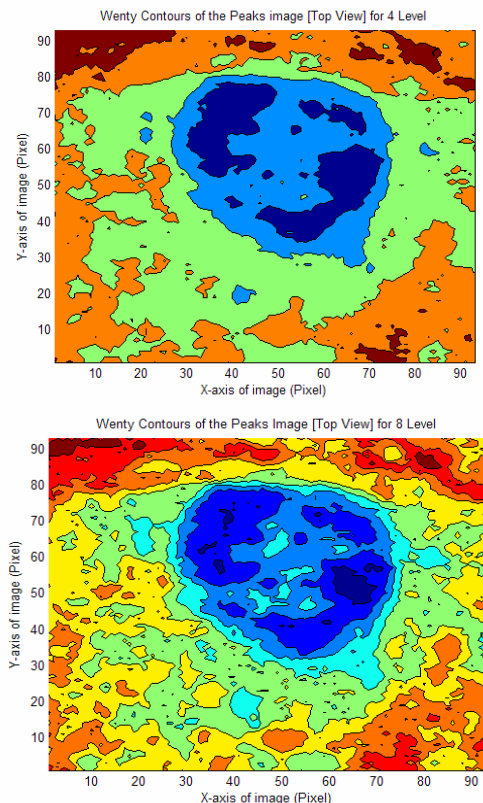 Wenty Contours of the Peaks image [Top View] for 4 Level
90
80
70
60
50
40
30
20
10
Y-axis of image (Pixel)
10 20 30 40 50 60 70 80 90
X-axis of image (Pixel)
Wenty Contours of the Peaks Image [Top View] for 8 Level
90
80
70
60
50
40
30
20
10
Y-axis of image (Pixel)
10 20 30 40 50 60 70 80 90
X-axis of image (Pixel)